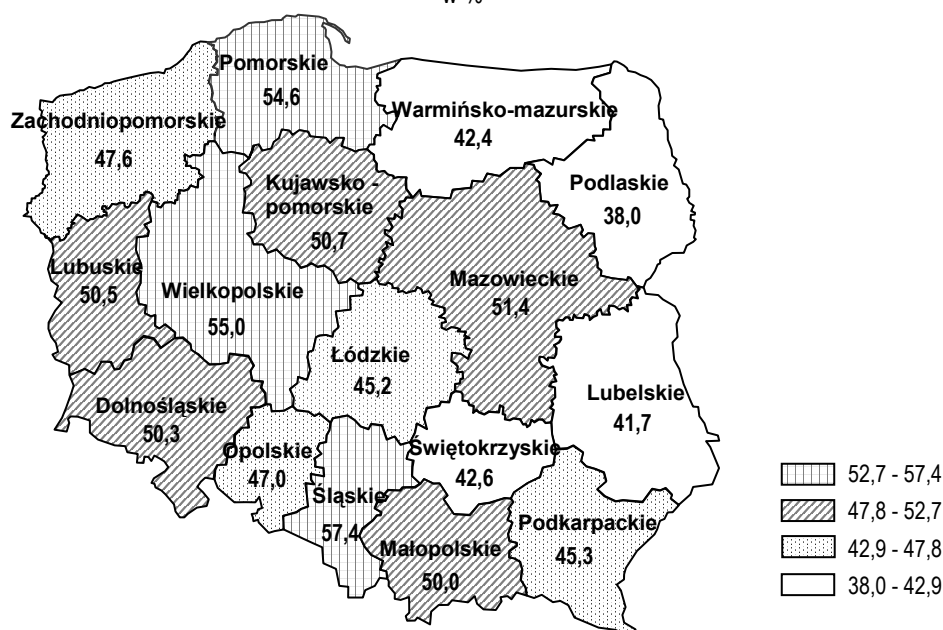 w %
Pomorskie
54,6
Warmińsko-mazurskie
42,4
Zachodniopomorskie
47,6
Kujawsko -
pomorskie
50,7
Podlaskie
38,0
Lubuskie
50,5
Wielkopolskie
55,0
Mazowieckie
51,4
Łódzkie
45,2
Lubelskie
41,7
Dolnośląskie
50,3
Opolskie
47,0
Świętokrzyskie
42,6
Śląskie
57,4
Małopolskie
50,0
Podkarpackie
45,3
52,7 - 57,4
47,8 - 52,7
42,9 - 47,8
38,0 - 42,9